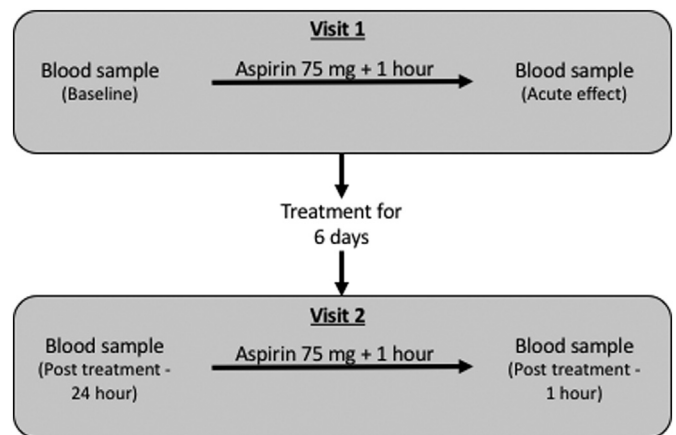 Visit 1
Blood sample
(Baseline)
Aspirin 75 mg + 1 hour
Blood sample
(Acute effect)
Treatment for
6 days
Visit 2
Blood sample
(Post treatment -
24 hour)
Aspirin 75 mg + 1 hour
Blood sample
(Post treatment -
1 hour)